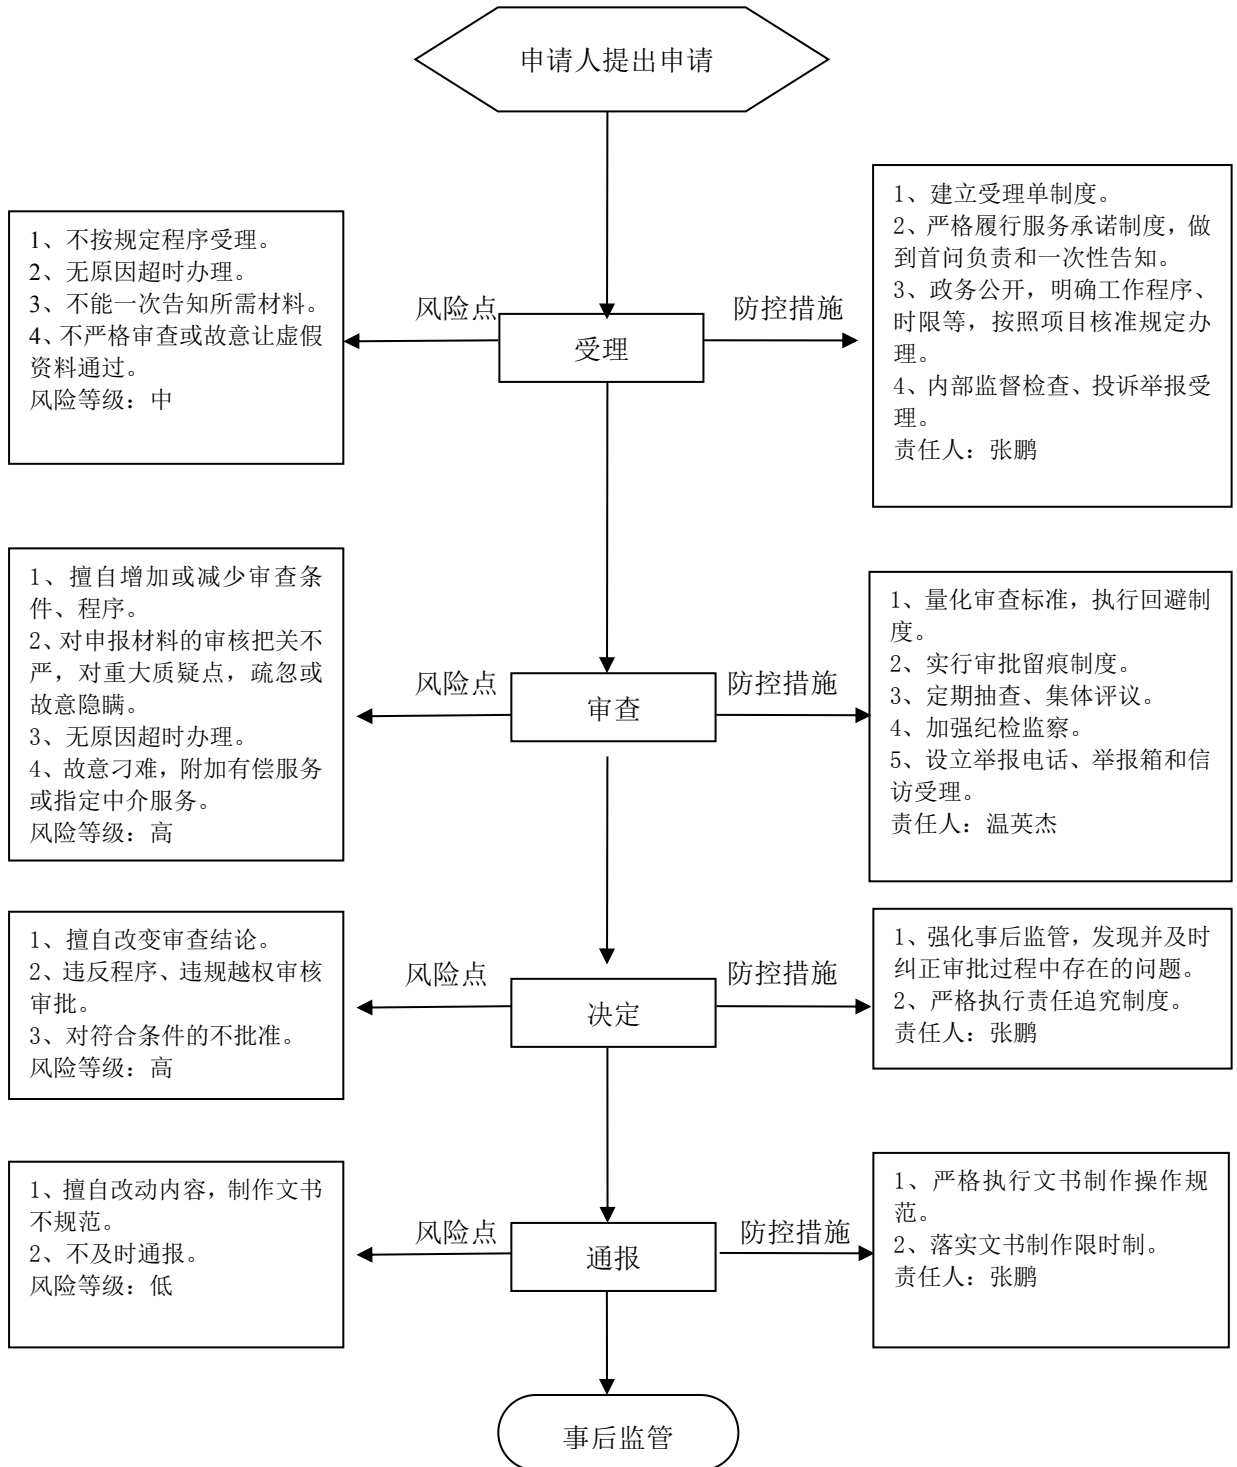 申请人提出申请
1、不按规定程序受理。
2、无原因超时办理。
3、不能一次告知所需材料。
4、不严格审查或故意让虚假
资料通过。
风险等级：中
风险点
受理
防控措施
1、建立受理单制度。
2、严格履行服务承诺制度，做
到首问负责和一次性告知。
3、政务公开，明确工作程序、
时限等，按照项目核准规定办
理。
4、内部监督检查、投诉举报受
理。
责任人：张鹏
1、擅自增加或减少审查条
件、程序。
2、对申报材料的审核把关不
严，对重大质疑点，疏忽或
故意隐瞒。
3、无原因超时办理。
4、故意刁难，附加有偿服务
或指定中介服务。
风险等级：高
风险点
审查
防控措施
1、量化审查标准，执行回避制
度。
2、实行审批留痕制度。
3、定期抽查、集体评议。
4、加强纪检监察。
5、设立举报电话、举报箱和信
访受理。
责任人：温英杰
1、擅自改变审查结论。
2、违反程序、违规越权审核
审批。
3、对符合条件的不批准。
风险等级：高
风险点
决定
防控措施
1、强化事后监管，发现并及时
纠正审批过程中存在的问题。
2、严格执行责任追究制度。
责任人：张鹏
1、擅自改动内容，制作文书
不规范。
2、不及时通报。
风险等级：低
风险点
通报
防控措施
1、严格执行文书制作操作规
范。
2、落实文书制作限时制。
责任人：张鹏
事后监管